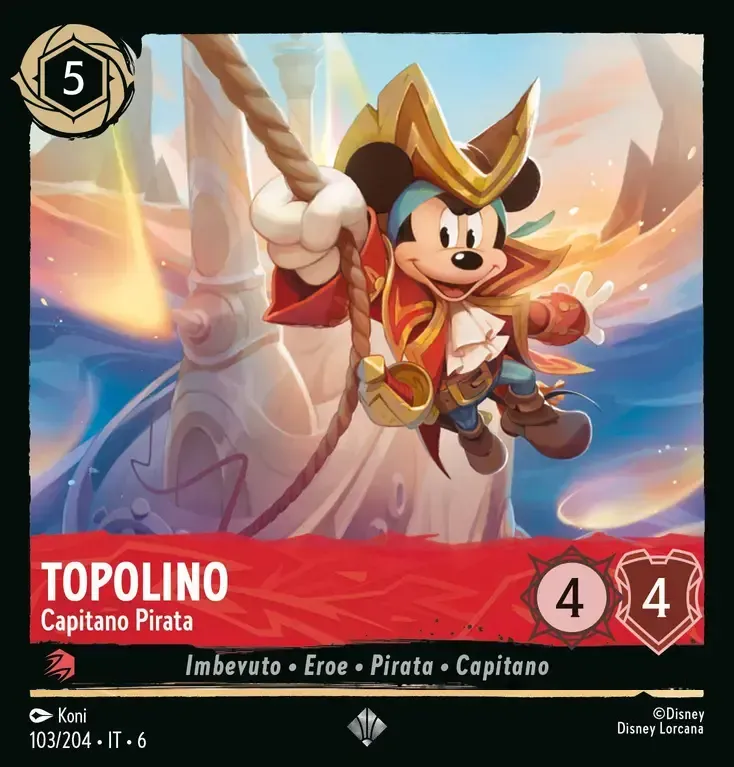 5
TOPOLINO
Capitano Pirata
4
4
Imbevuto • Eroe • Pirata • Capitano
Koni
©Disney
103/204 • IT • 6
Disney Lorcana